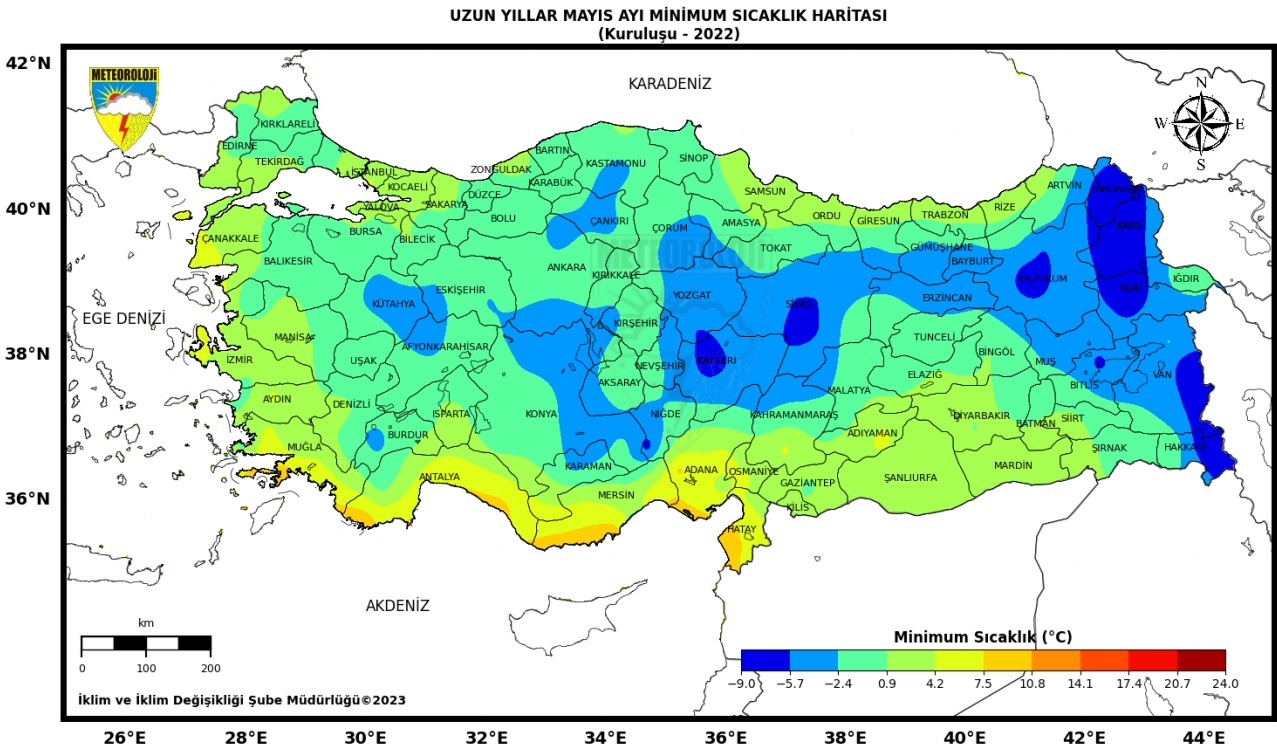 UZUN YILLAR MAYIS AYI MİNİMUM SICAKLIK HARİTASI
(Kuruluşu - 2022)
42°N
40°N
38°N
36°N
METEOROLOJİ
KARADENİZ
N
W
E
S
KIRKLARELİ
EDİRNE
TEKİRDAĞ
İSTANBUL
KOCAELİ
YALOVA
SAKARYA
DÜZCE
ZONGULDAK
BARTIN
KARABÜK
KASTAMONU
SİNOP
BOLU
ÇANKIRI
ÇORUM
SAMSUN
AMASYA
TOKAT
ORDU
GİRESUN
TRABZON
RİZE
ARTVİN
ARDAHAN
KARS
GÜMÜŞHANE
BAYBURT
ERZURUM
IĞDIR
AĞRI
ÇANAKKALE
BURSA
BİLECİK
BALIKESİR
ESKİŞEHİR
KÜTAHYA
ANKARA
KIRIKKALE
METEOROLOJİ
YOZGAT
SİVAS
ERZİNCAN
EGE DENİZİ
MANİSA
İZMİR
UŞAK
AFYONKARAHİSAR
KIRŞEHİR
NEVŞEHİR
KAYSERİ
AKSARAY
TUNCELİ
BİNGÖL
MUŞ
ELAZIĞ
BİTLİS
VAN
MALATYA
AYDIN
DENİZLİ
ISPARTA
BURDUR
KONYA
NİĞDE
KAHRAMANMARAŞ
ADIYAMAN
DİYARBAKIR
BATMAN
SİİRT
ŞIRNAK
HAKKARİ
MUĞLA
ANTALYA
KARAMAN
MERSİN
ADANA
OSMANİYE
GAZİANTEP
KİLİS
ŞANLIURFA
MARDİN
HATAY
AKDENİZ
km
0 100 200
Minimum Sıcaklık (°C)
−9.0 −5.7 −2.4 0.9 4.2 7.5 10.8 14.1 17.4 20.7 24.0
İklim ve İklim Değişikliği Şube Müdürlüğü©2023
26°E 28°E 30°E 32°E 34°E 36°E 38°E 40°E 42°E 44°E